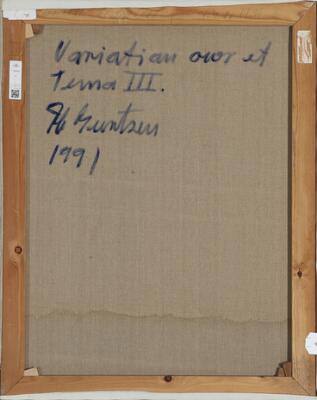 Variation over et
Tema III.
1991